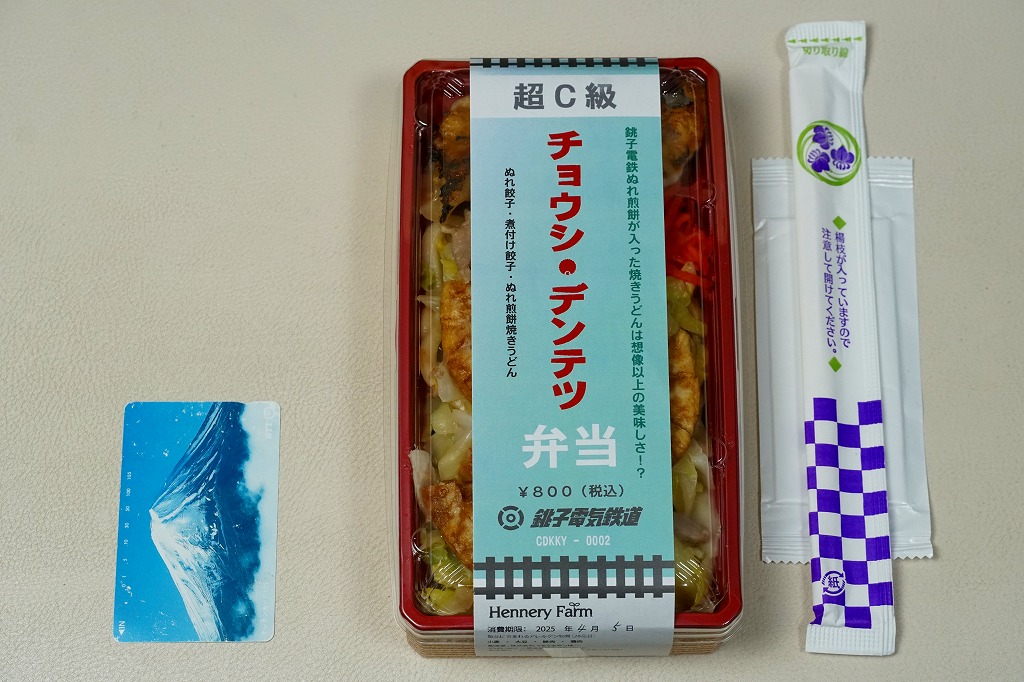 超C級
銚子電鉄ぬれ煎餅が入った焼きうどんは想像以上の美味しさ!?
チョウシ・デンテツ
ぬれ餃子・煮付け餃子・ぬれ煎餅焼きうどん
弁当
¥800(税込)
銚子電気鉄道
CDKKY - 0002
Hennery Farm
消費期限: 2025 年 4 月 5 日
切り取り線
楊枝が入っていますので
注意して開けてください。
紙